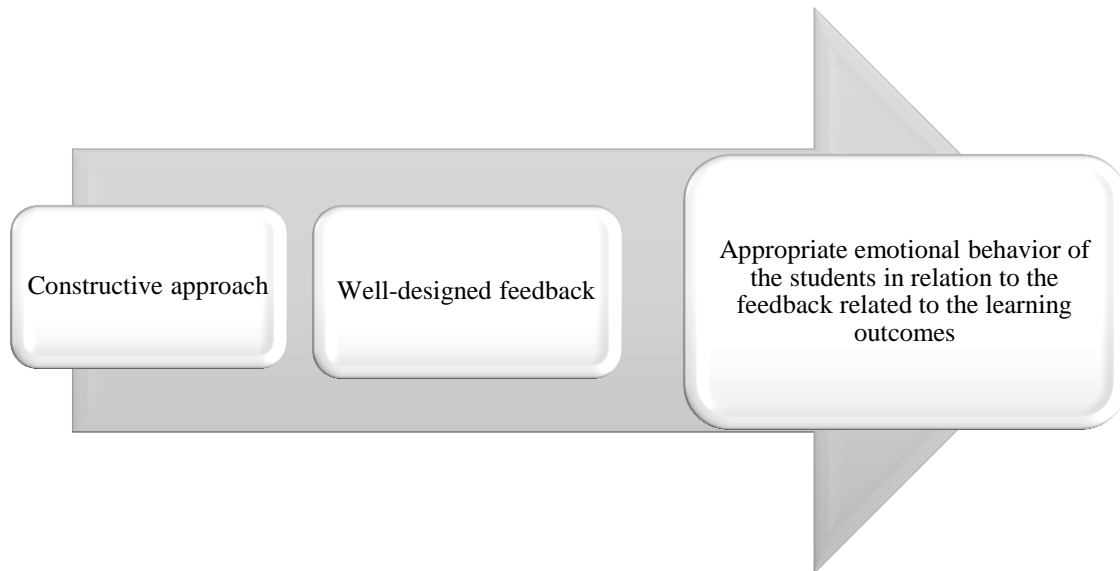 Constructive approach
Well-designed feedback
Appropriate emotional behavior of
the students in relation to the
feedback related to the learning
outcomes